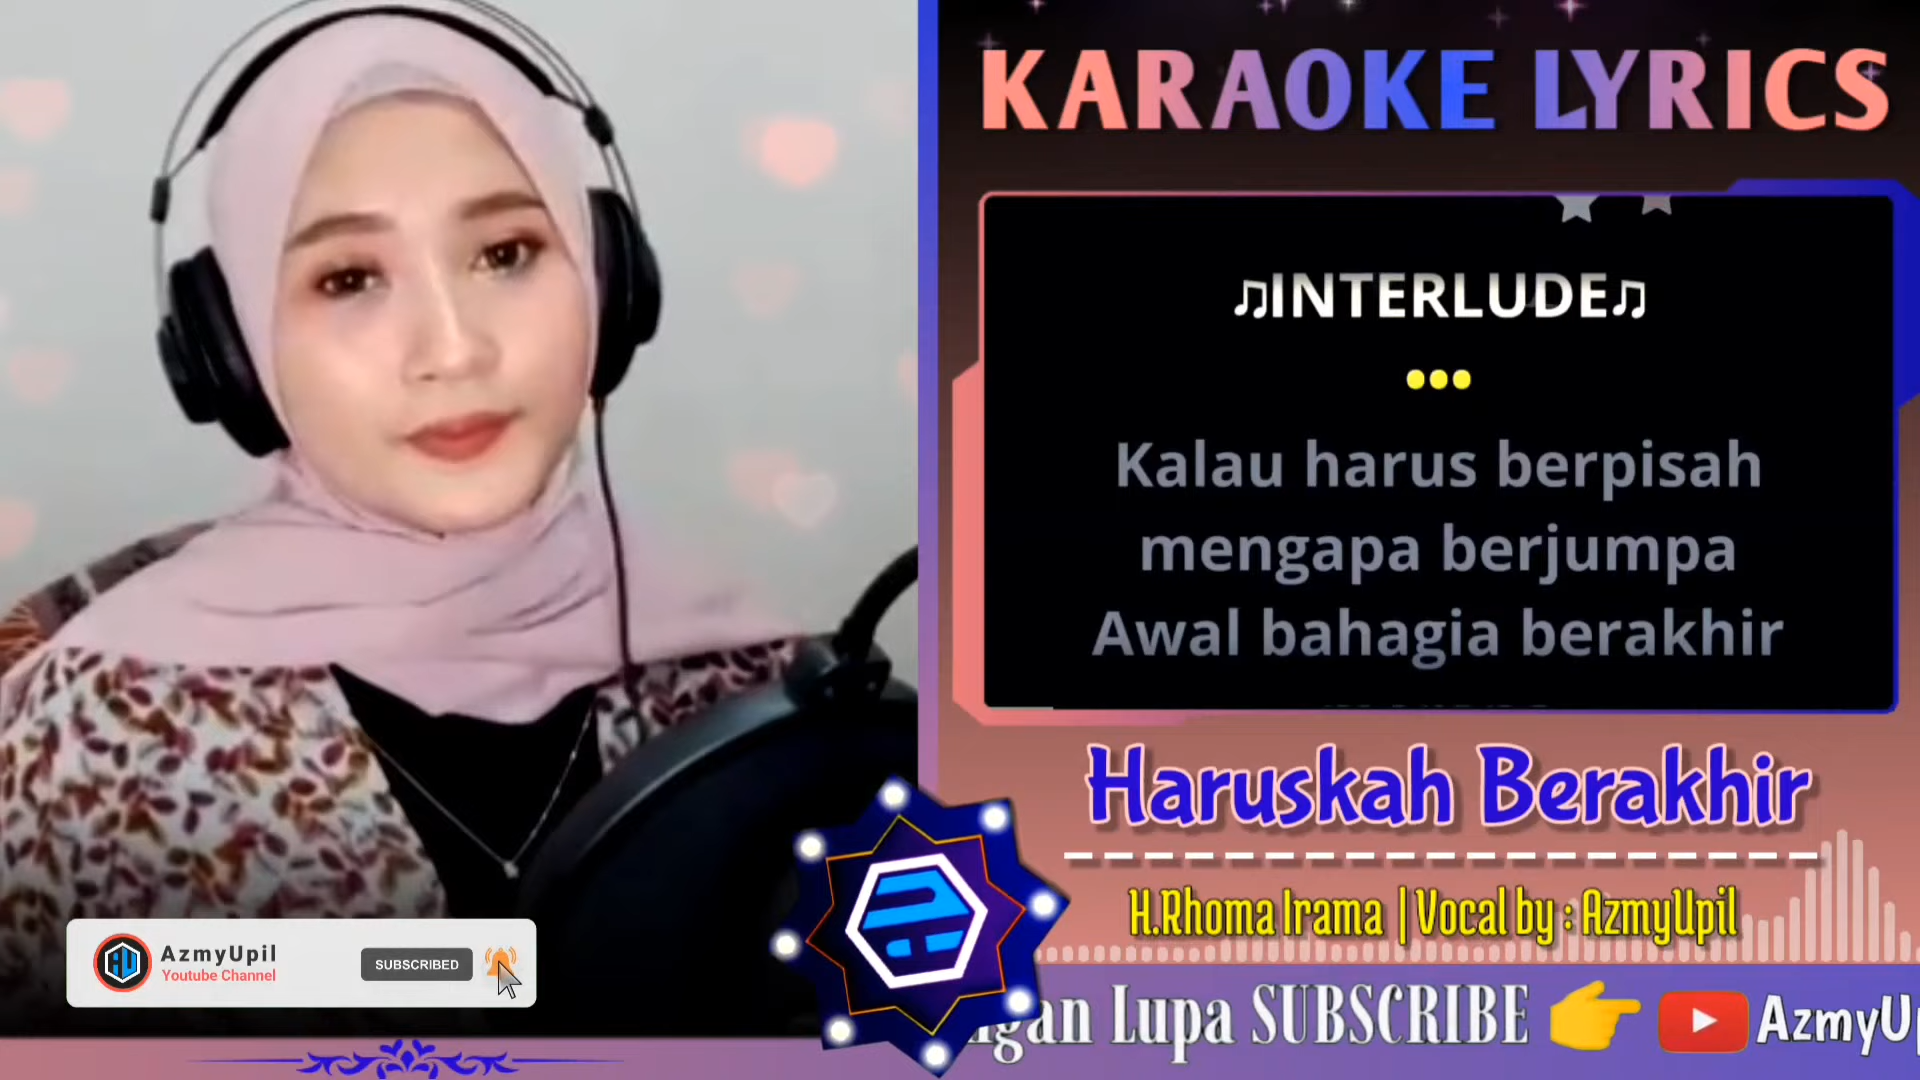 KARAOKE LYRICS
♫INTERLUDE♫
•••
Kalau harus berpisah
mengapa berjumpa
Awal bahagia berakhir
Haruskah Berakhir
H.Rhoma Irama | Vocal by : AzmyUpil
AzmyUpil
Youtube Channel
SUBSCRIBED
Lupa SUBSCRIBE